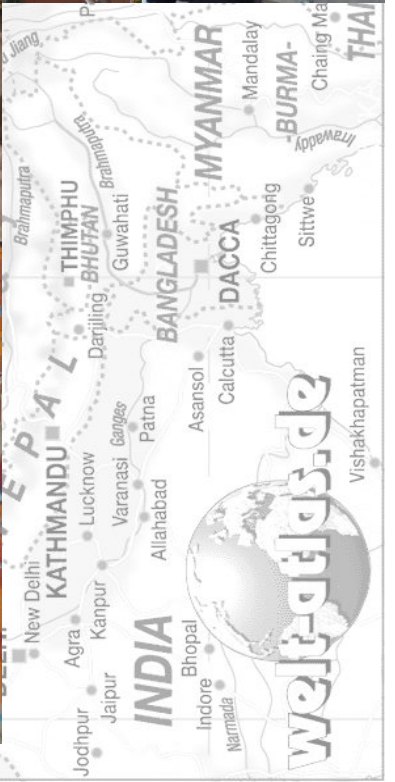 Jiang
Brahmaputra
NEPAL
THIMPHU
BHUTAN
Brahmaputra
Guwahati
Darjiling
MYANMAR
Mandalay
-BURMA-
Chaing Ma
THAI
Irrawaddy
BANGLADESH
DACCA
Chittagong
Sittwe
New Delhi
KATHMANDU
Lucknow
Agra
Kanpur
Varanasi
Ganges
Patna
Allahabad
Asansol
Calcutta
Jodhpur
Jaipur
INDIA
Bhopal
Indore
Narmada
Vishakhapatman
welt-atlas.de